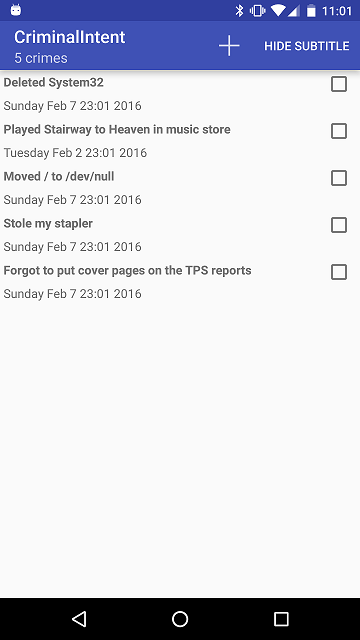 11:01
CriminalIntent
5 crimes
HIDE SUBTITLE
Deleted System32
Sunday Feb 7 23:01 2016
Played Stairway to Heaven in music store
Tuesday Feb 2 23:01 2016
Moved / to /dev/null
Sunday Feb 7 23:01 2016
Stole my stapler
Sunday Feb 7 23:01 2016
Forgot to put cover pages on the TPS reports
Sunday Feb 7 23:01 2016